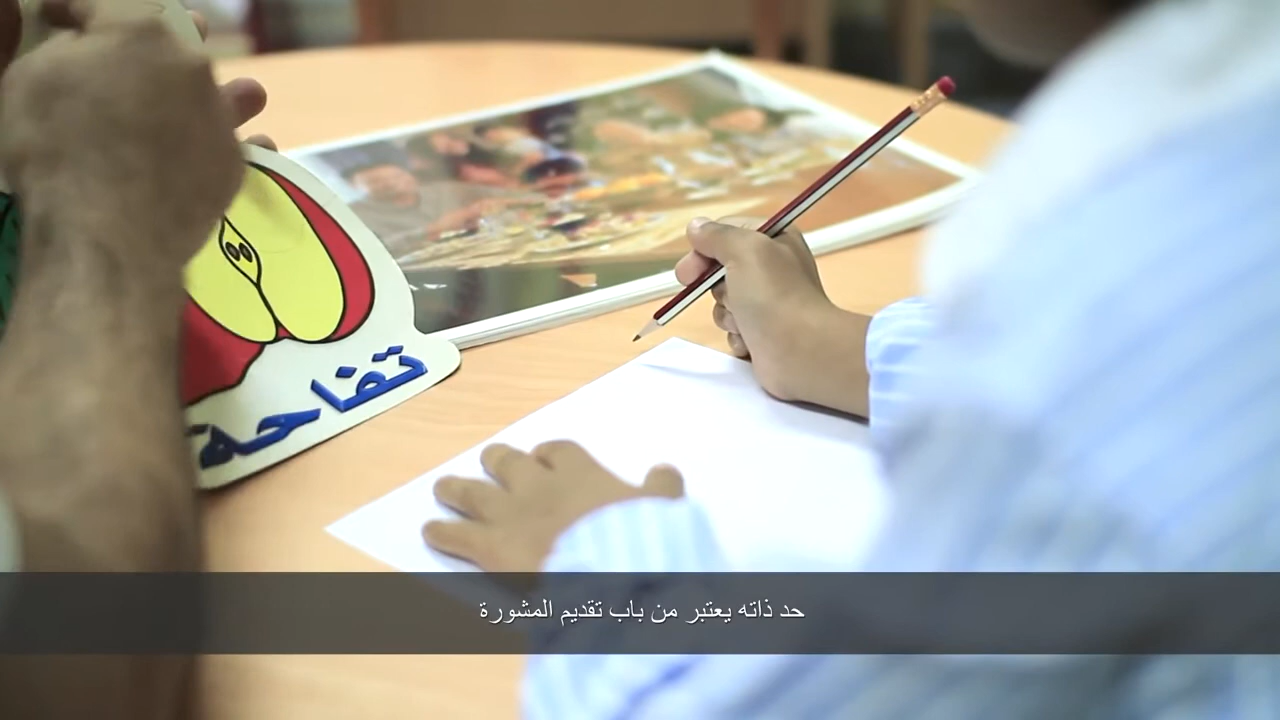 تفاحة
حد ذاته يعتبر من باب تقديم المشورة